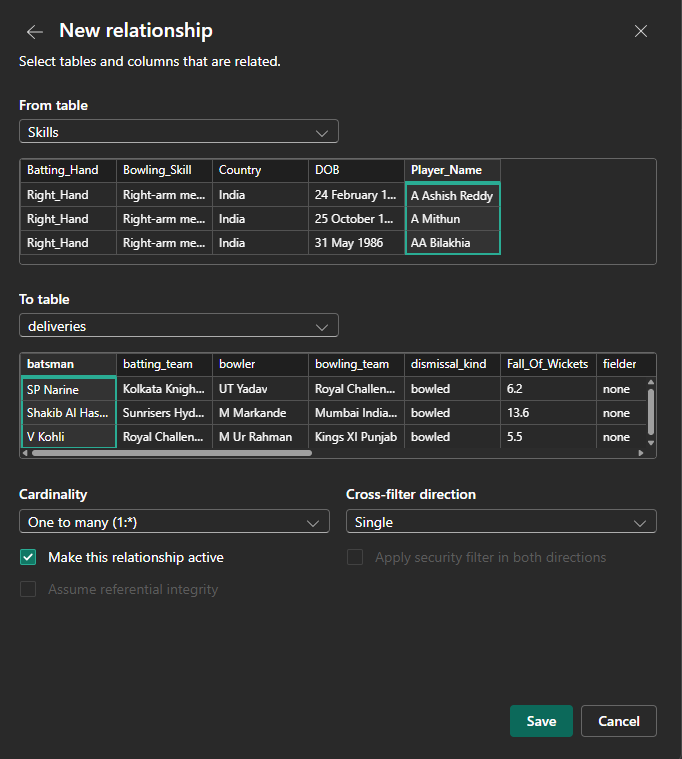 New relationship
Select tables and columns that are related.
From table
Skills
Batting_Hand Bowling_Skill Country DOB Player_Name
Right_Hand Right-arm me... India 24 February 1... A Ashish Reddy
Right_Hand Right-arm me... India 25 October 1... A Mithun
Right_Hand Right-arm me... India 31 May 1986 AA Bilakhia
To table
deliveries
batsman batting_team bowler bowling_team dismissal_kind Fall_Of_Wickets fielder
SP Narine Kolkata Knigh... UT Yadav Royal Challen... bowled 6.2 none
Shakib Al Has... Sunrisers Hyd... M Markande Mumbai India... bowled 13.6 none
V Kohli Royal Challen... M Ur Rahman Kings XI Punjab bowled 5.5 none
Cardinality Cross-filter direction
One to many (1:*) Single
Make this relationship active Apply security filter in both directions
Assume referential integrity
Save Cancel